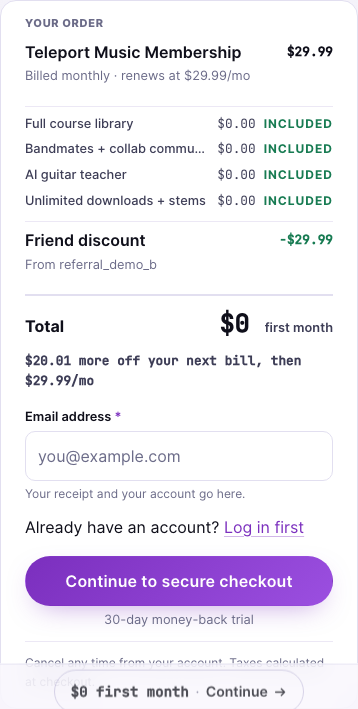 YOUR ORDER
Teleport Music Membership $29.99
Billed monthly · renews at $29.99/mo
Full course library $0.00 INCLUDED
Bandmates + collab commu... $0.00 INCLUDED
AI guitar teacher $0.00 INCLUDED
Unlimited downloads + stems $0.00 INCLUDED
Friend discount -$29.99
From referral_demo_b
Total $0 first month
$20.01 more off your next bill, then
$29.99/mo
Email address *
you@example.com
Your receipt and your account go here.
Already have an account? Log in first
Continue to secure checkout
30-day money-back trial
Cancel any time from your account. Taxes calculated
at checkout.
$0 first month · Continue →